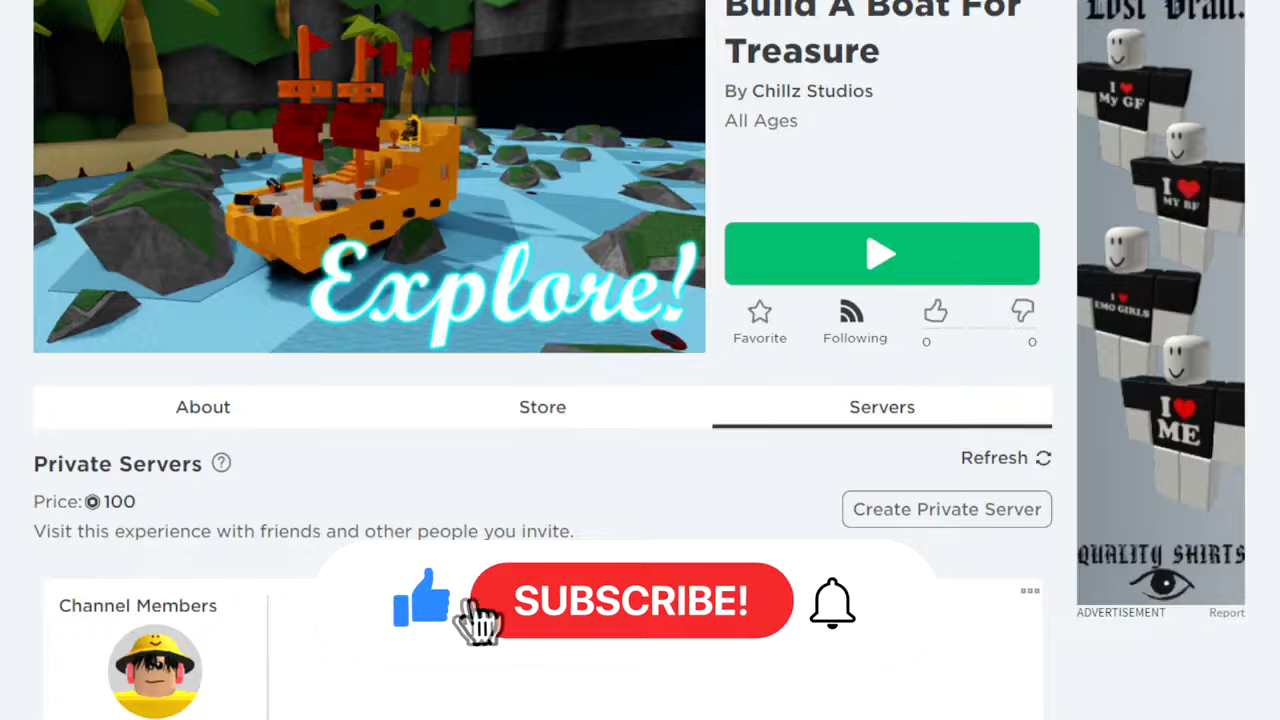 Build A Boat For
Treasure
By Chillz Studios
All Ages
Explore!
Favorite
Following
0
0
About
Store
Servers
Private Servers
Refresh
Price: 100
Create Private Server
Visit this experience with friends and other people you invite.
SUBSCRIBE!
Channel Members
I
My GF
I
MY BF
I
EMO GIRLS
I
ME
QUALITY SHIRTS
ADVERTISEMENT
Report